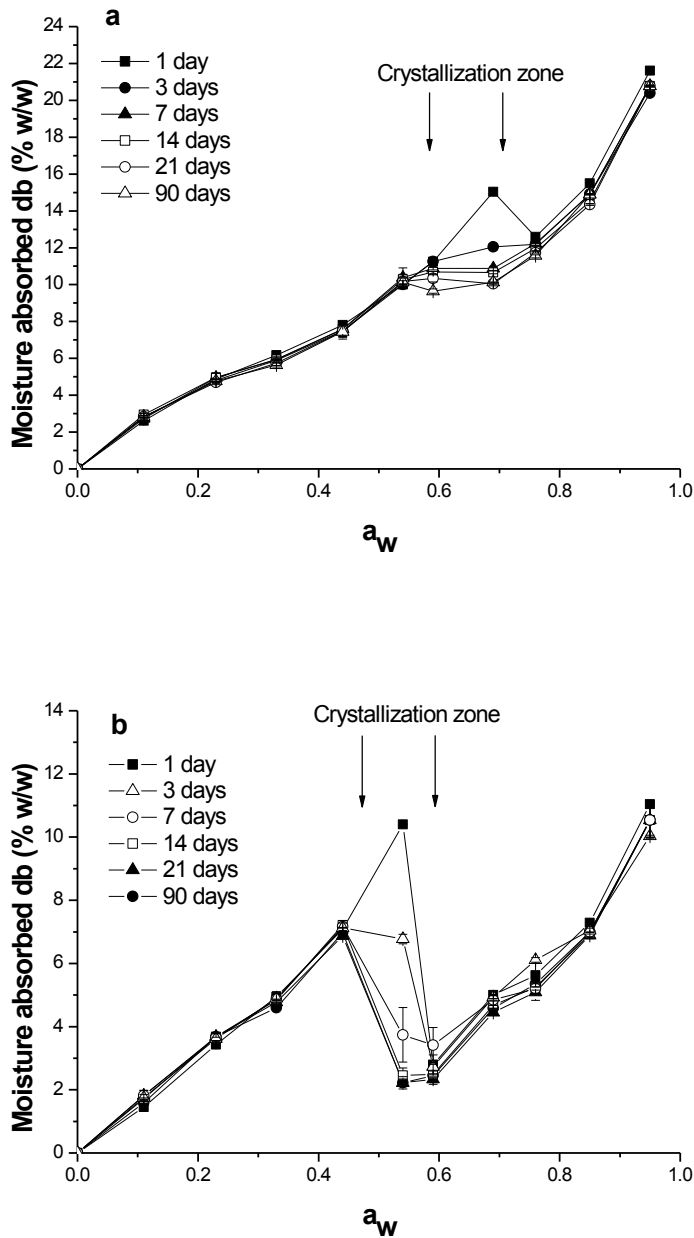 a
1 day
3 days
7 days
14 days
21 days
90 days
Crystallization zone
Moisture absorbed db (% w/w)
24
22
20
18
16
14
12
10
8
6
4
2
0
0.0 0.2 0.4 0.6 0.8 1.0
aw
b
1 day
3 days
7 days
14 days
21 days
90 days
Crystallization zone
Moisture absorbed db (% w/w)
14
12
10
8
6
4
2
0
0.0 0.2 0.4 0.6 0.8 1.0
aw